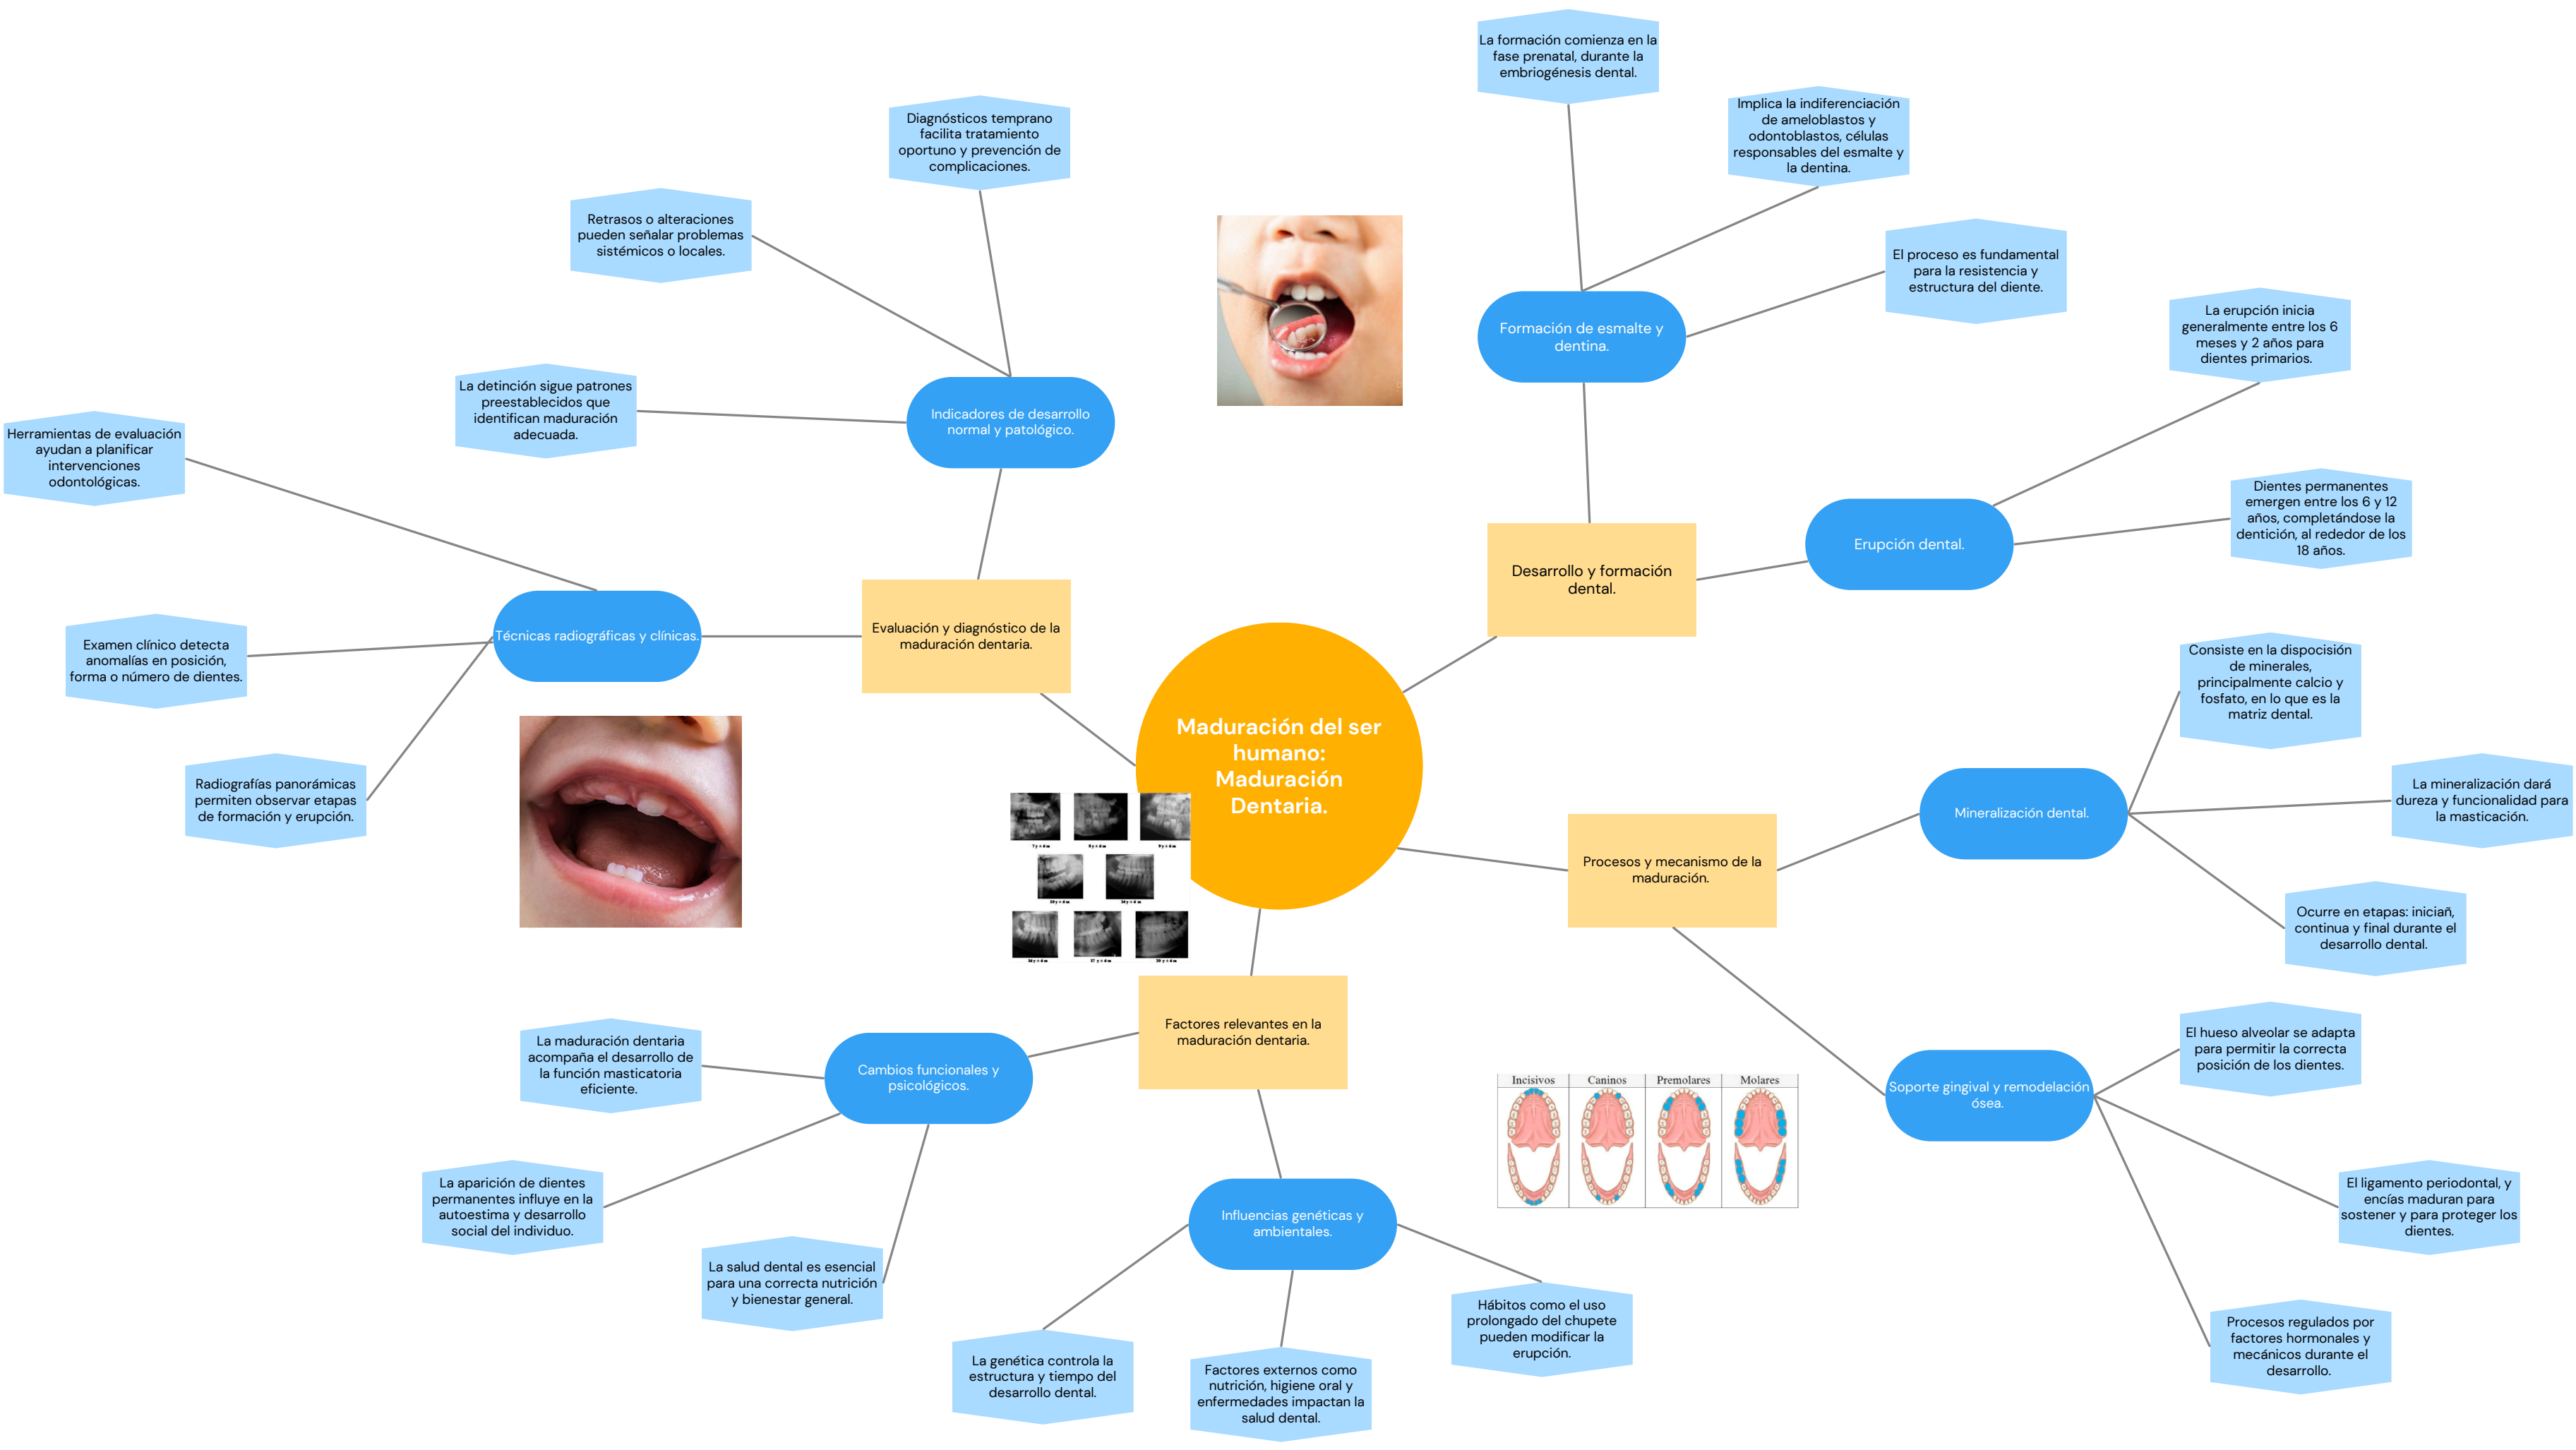 Maduración del ser
humano:
Maduración
Dentaria.
Desarrollo y formación
dental.
Formación de esmalte y
dentina.
La formación comienza en la
fase prenatal, durante la
embriogénesis dental.
Implica la indiferenciación
de ameloblastos y
odontoblastos, células
responsables del esmalte y
la dentina.
El proceso es fundamental
para la resistencia y
estructura del diente.
Erupción dental.
La erupción inicia
generalmente entre los 6
meses y 2 años para
dientes primarios.
Dientes permanentes
emergen entre los 6 y 12
años, completándose la
dentición, al rededor de los
18 años.
Procesos y mecanismo de la
maduración.
Mineralización dental.
Consiste en la dispocisión
de minerales,
principalmente calcio y
fosfato, en lo que es la
matriz dental.
La mineralización dará
dureza y funcionalidad para
la masticación.
Ocurre en etapas: iniciañ,
continua y final durante el
desarrollo dental.
Soporte gingival y remodelación
ósea.
El hueso alveolar se adapta
para permitir la correcta
posición de los dientes.
El ligamento periodontal, y
encías maduran para
sostener y para proteger los
dientes.
Procesos regulados por
factores hormonales y
mecánicos durante el
desarrollo.
Incisivos
Caninos
Premolares
Molares
Factores relevantes en la
maduración dentaria.
Influencias genéticas y
ambientales.
Hábitos como el uso
prolongado del chupete
pueden modificar la
erupción.
Factores externos como
nutrición, higiene oral y
enfermedades impactan la
salud dental.
La genética controla la
estructura y tiempo del
desarrollo dental.
Cambios funcionales y
psicológicos.
La salud dental es esencial
para una correcta nutrición
y bienestar general.
La aparición de dientes
permanentes influye en la
autoestima y desarrollo
social del individuo.
La maduración dentaria
acompaña el desarrollo de
la función masticatoria
eficiente.
Evaluación y diagnóstico de la
maduración dentaria.
Técnicas radiográficas y clínicas.
Radiografías panorámicas
permiten observar etapas
de formación y erupción.
Examen clínico detecta
anomalías en posición,
forma o número de dientes.
Herramientas de evaluación
ayudan a planificar
intervenciones
odontológicas.
Indicadores de desarrollo
normal y patológico.
La detinción sigue patrones
preestablecidos que
identifican maduración
adecuada.
Retrasos o alteraciones
pueden señalar problemas
sistémicos o locales.
Diagnósticos temprano
facilita tratamiento
oportuno y prevención de
complicaciones.